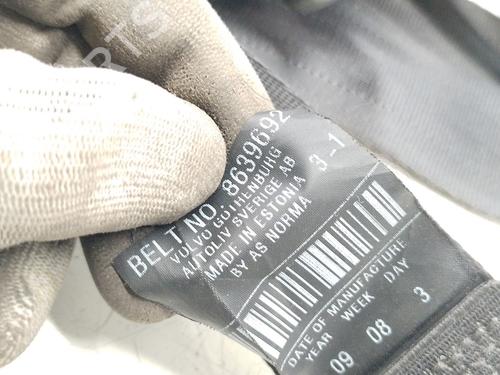 BELT NO. 8639692
VOLVO GOTHENBURG
AUTOLIV SVERIGE AB
MADE IN ESTONIA 3-1
BY AS NORMA
DATE OF MANUFACTURE
YEAR WEEK DAY
09 08 3
PARTS